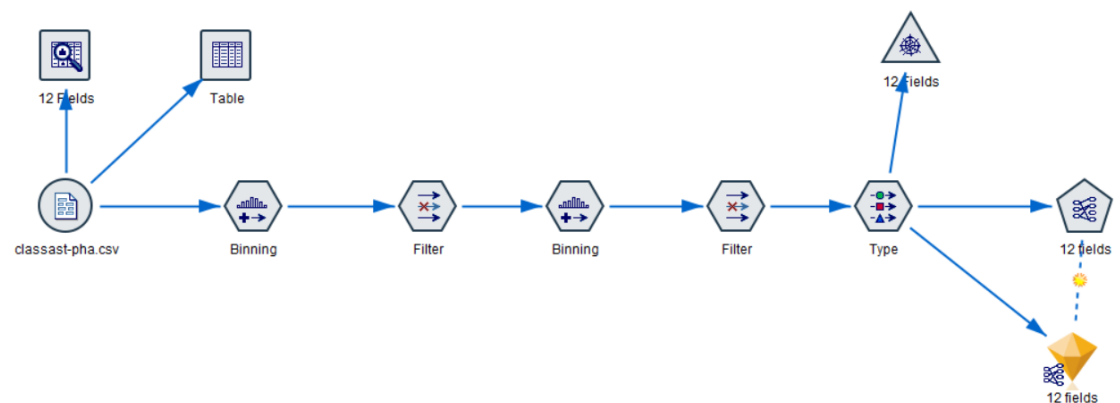 12 Fields
Table
12 Fields
classast-pha.csv
Binning
Filter
Binning
Filter
Type
12 fields
12 fields